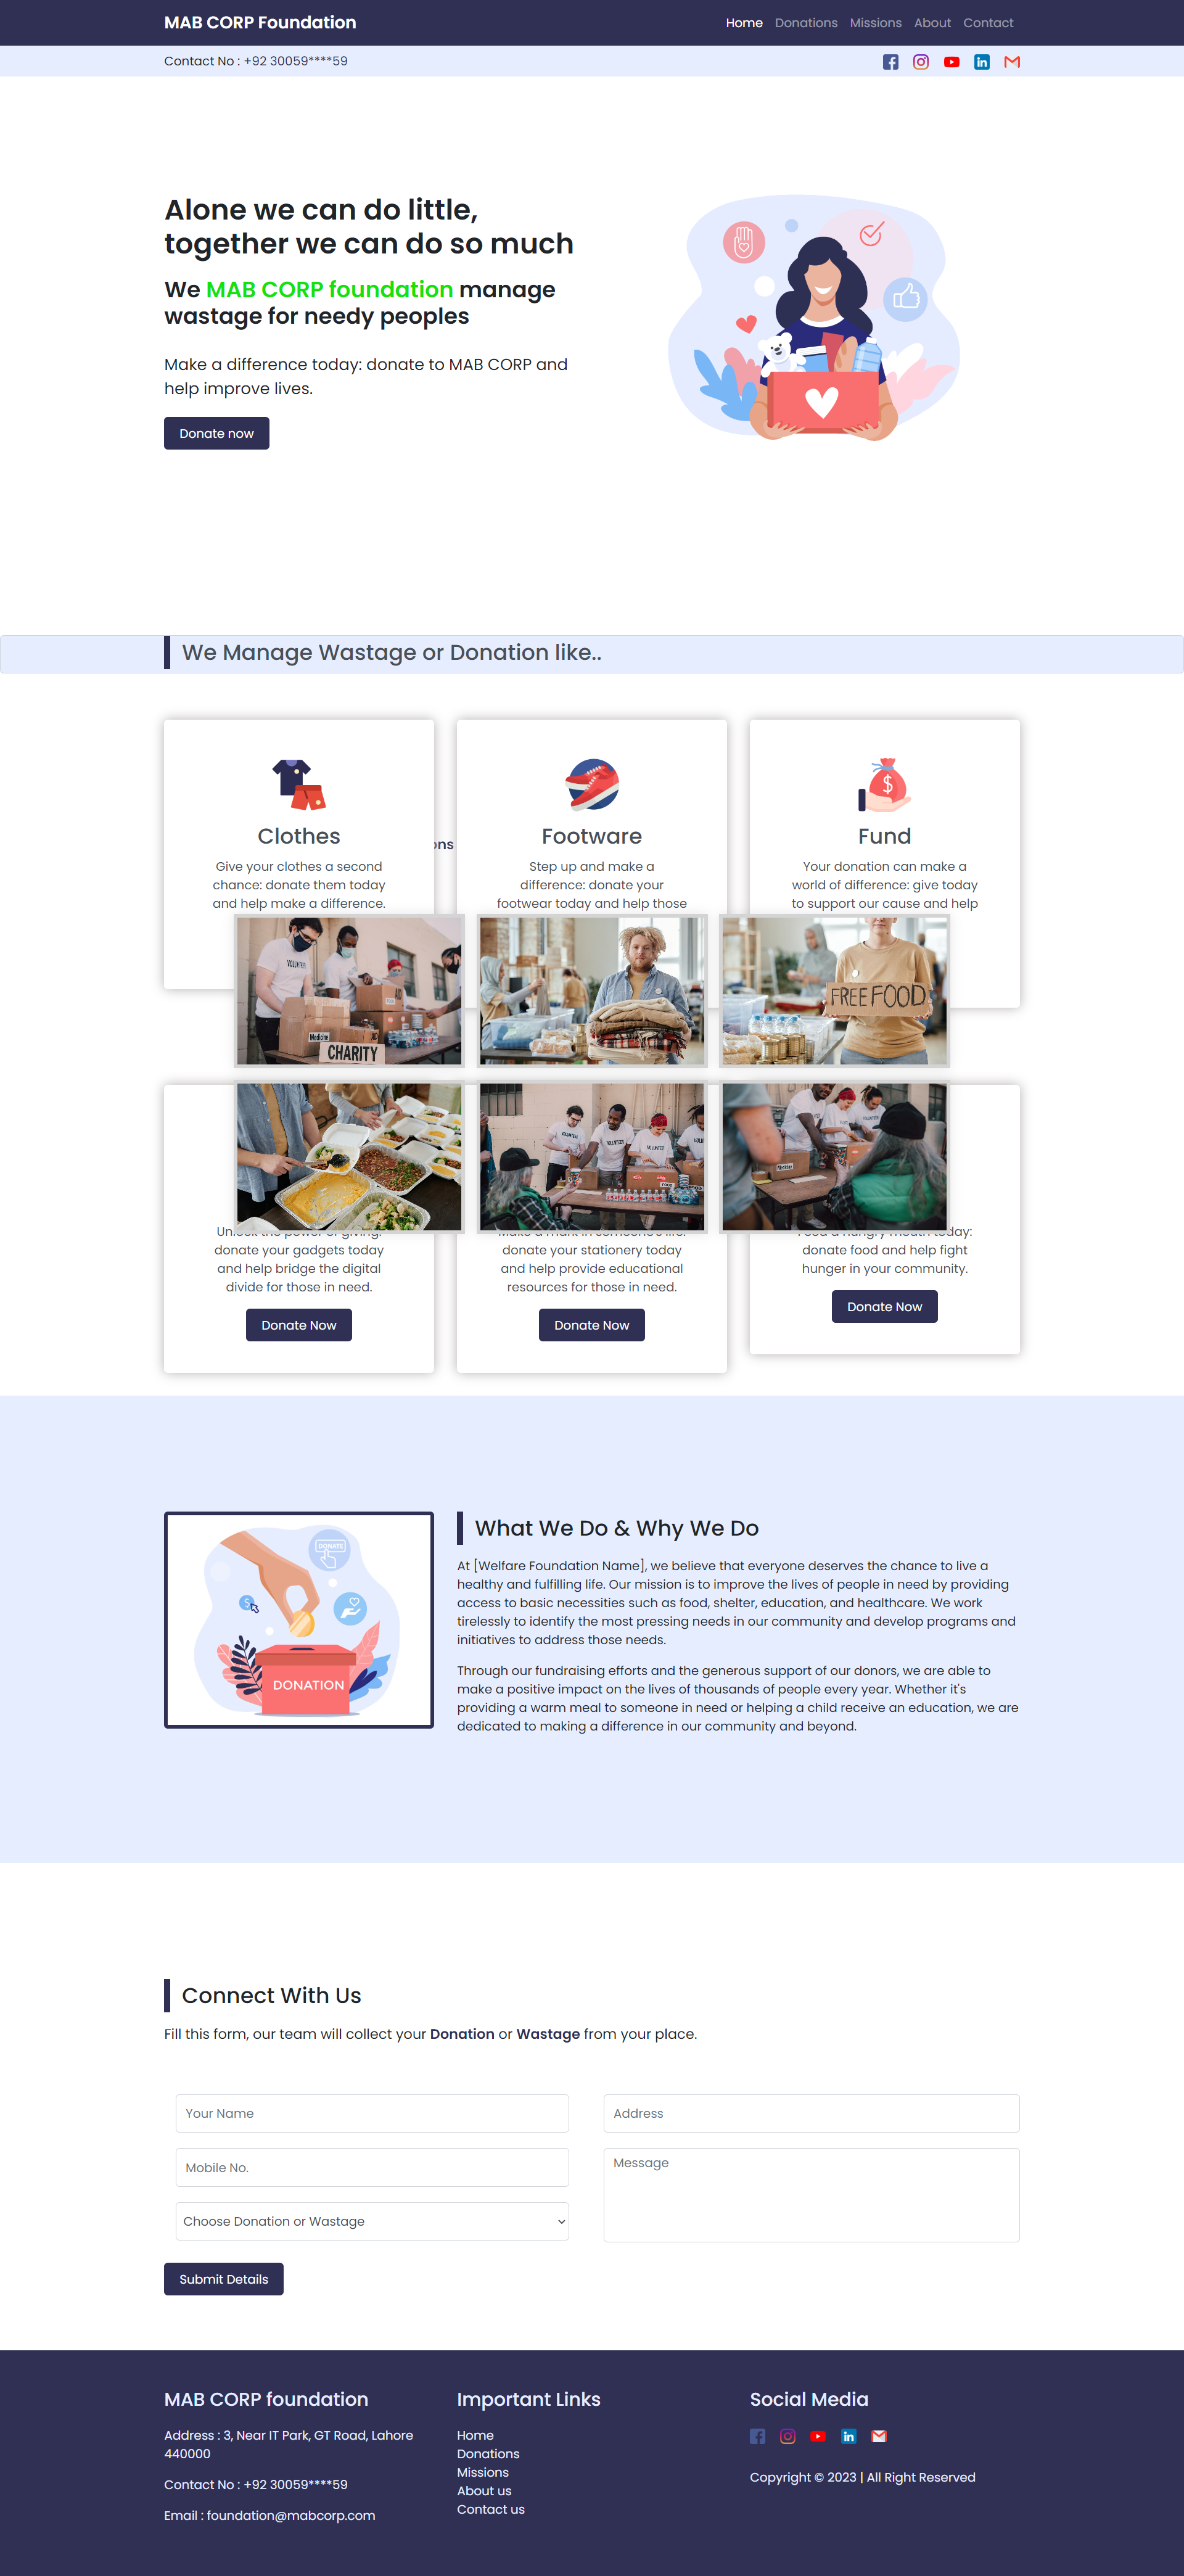 MAB CORP Foundation
Home Donations Missions About Contact
Contact No : +92 30059****59
Alone we can do little,
together we can do so much
We MAB CORP foundation manage
wastage for needy peoples
Make a difference today: donate to MAB CORP and
help improve lives.
Donate now
We Manage Wastage or Donation like..
Clothes
Give your clothes a second
chance: donate them today
and help make a difference.
Footware
Step up and make a
difference: donate your
footwear today and help those
Fund
Your donation can make a
world of difference: give today
to support our cause and help
VOLUNTEER
Medicine
CHARITY
FREE FOOD
VOLUNTEER
VOLUNTEER
Medicine
donate your gadgets today
and help bridge the digital
divide for those in need.
Donate Now
donate your stationery today
and help provide educational
resources for those in need.
Donate Now
donate food and help fight
hunger in your community.
Donate Now
DONATE
DONATION
What We Do & Why We Do
At [Welfare Foundation Name], we believe that everyone deserves the chance to live a
healthy and fulfilling life. Our mission is to improve the lives of people in need by providing
access to basic necessities such as food, shelter, education, and healthcare. We work
tirelessly to identify the most pressing needs in our community and develop programs and
initiatives to address those needs.
Through our fundraising efforts and the generous support of our donors, we are able to
make a positive impact on the lives of thousands of people every year. Whether it's
providing a warm meal to someone in need or helping a child receive an education, we are
dedicated to making a difference in our community and beyond.
Connect With Us
Fill this form, our team will collect your Donation or Wastage from your place.
Your Name
Address
Mobile No.
Message
Choose Donation or Wastage
Submit Details
MAB CORP foundation
Address : 3, Near IT Park, GT Road, Lahore
440000
Contact No : +92 30059****59
Email : foundation@mabcorp.com
Important Links
Home
Donations
Missions
About us
Contact us
Social Media
Copyright © 2023 | All Right Reserved